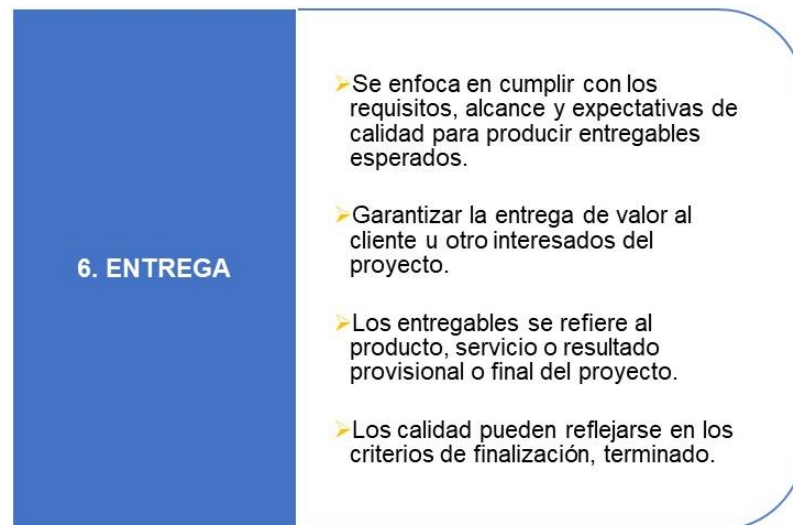 6. ENTREGA
➢Se enfoca en cumplir con los
requisitos, alcance y expectativas de
calidad para producir entregables
esperados.
➢Garantizar la entrega de valor al
cliente u otro interesados del
proyecto.
➢Los entregables se refiere al
producto, servicio o resultado
provisional o final del proyecto.
➢Los calidad pueden reflejarse en los
criterios de finalización, terminado.